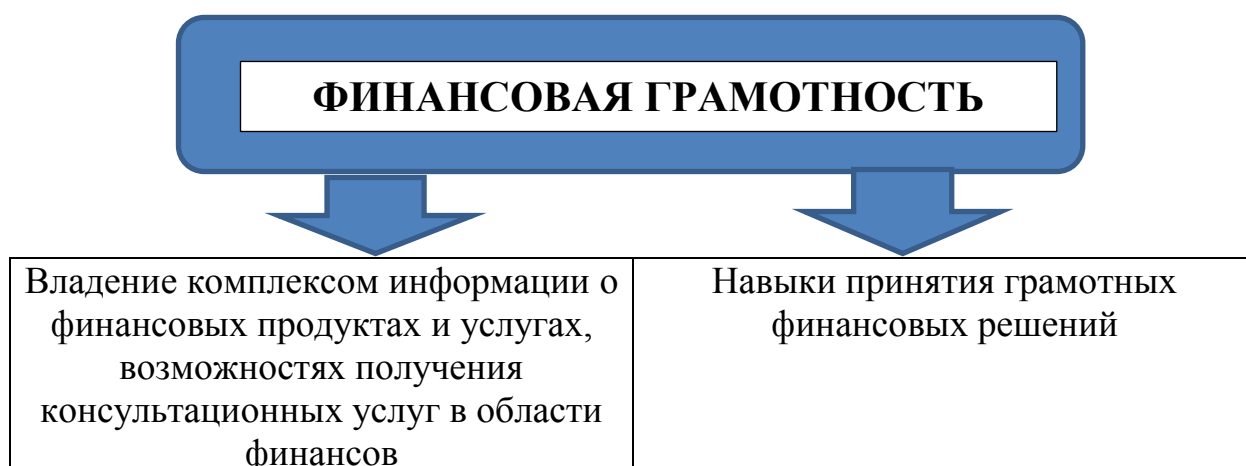 ФИНАНСОВАЯ ГРАМОТНОСТЬ
Владение комплексом информации о
финансовых продуктах и услугах,
возможностях получения
консультационных услуг в области
финансов
Навыки принятия грамотных
финансовых решений